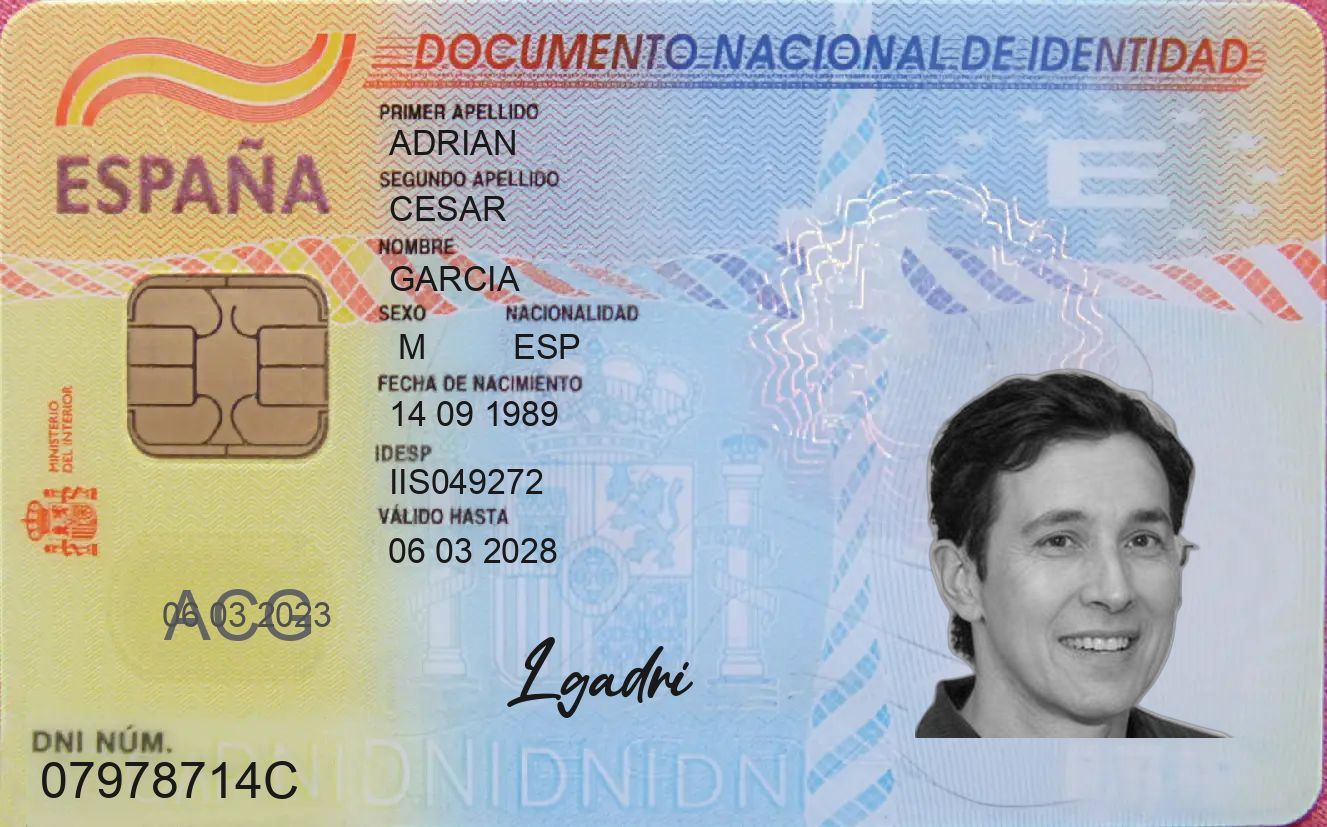 DOCUMENTO NACIONAL DE IDENTIDAD
ESPAÑA
PRIMER APELLIDO
ADRIAN
SEGUNDO APELLIDO
CESAR
NOMBRE
GARCIA
SEXO NACIONALIDAD
M ESP
FECHA DE NACIMIENTO
14 09 1989
IDESP
IIS049272
VÁLIDO HASTA
06 03 2028
MINISTERIO
DEL INTERIOR
E
ACG
06 03 2023
Lgadri
DNI NÚM.
07978714C
DNIDNIDNIDNI